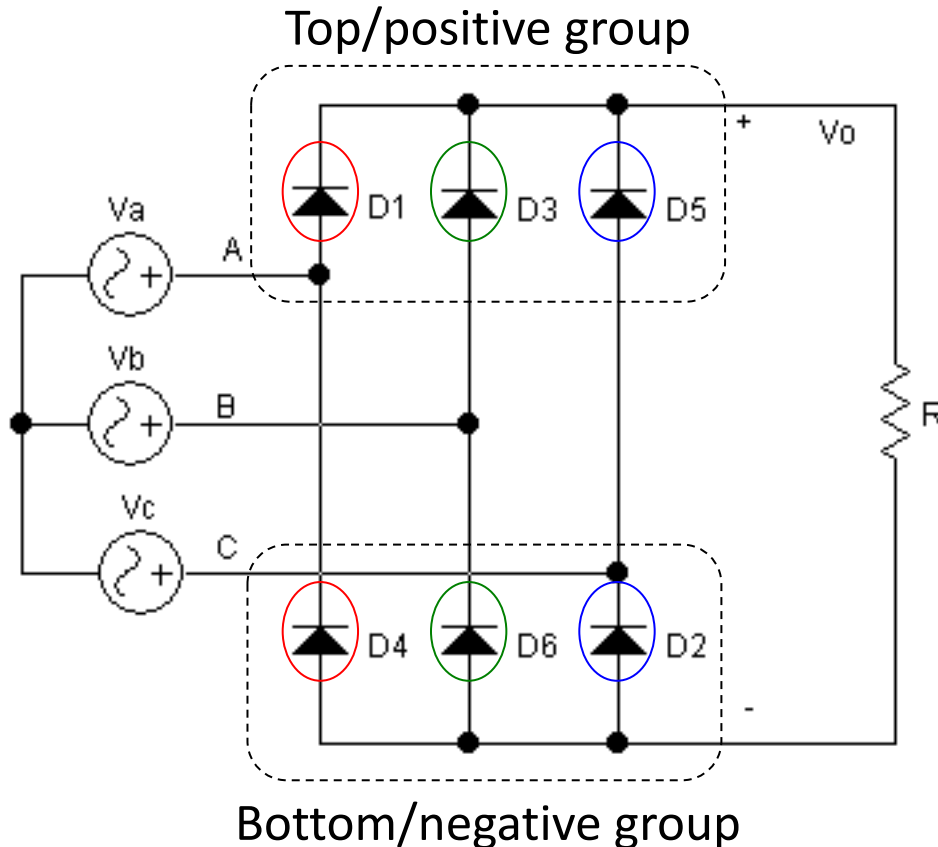 Top/positive group
+
Vo
D1
D3
D5
Va
A
+
Vb
B
+
R
Vc
C
+
D4
D6
D2
-
Bottom/negative group